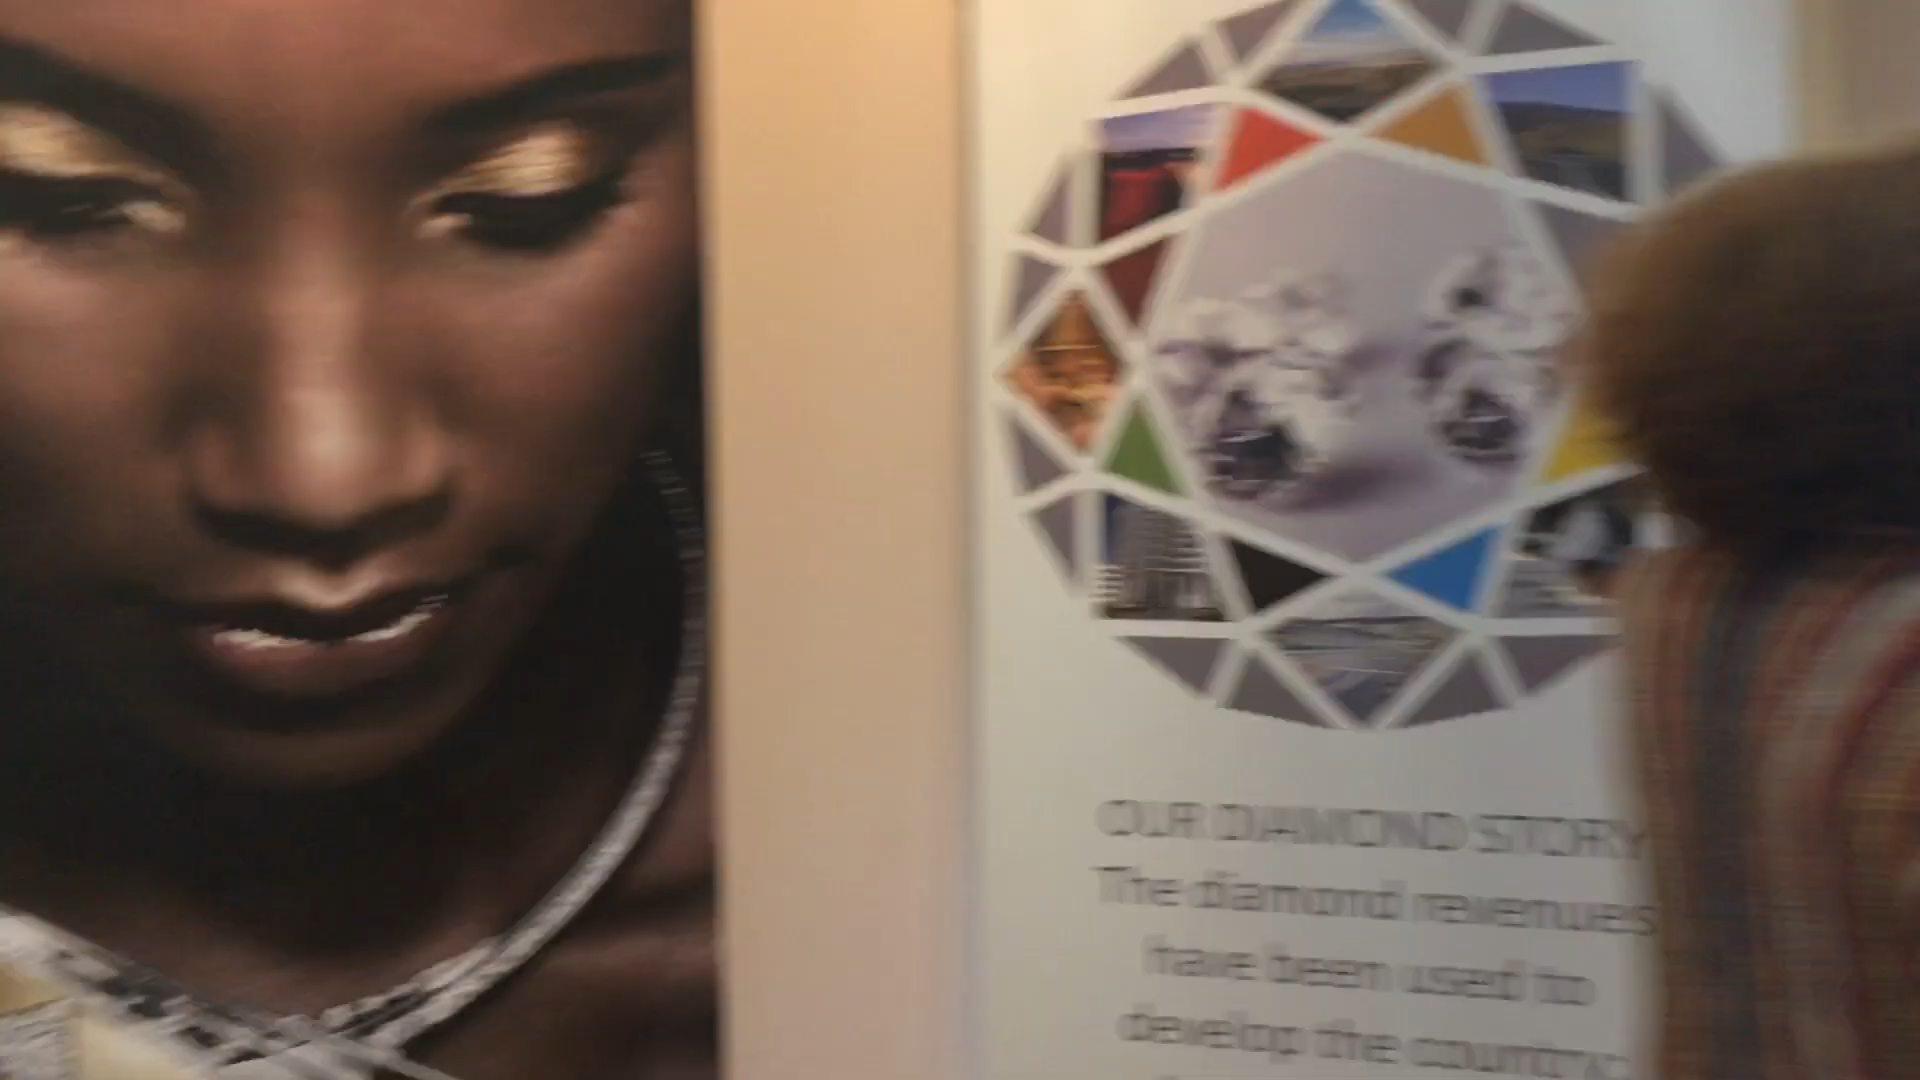 OUR DIAMOND STORY
The diamond revenues
have been used to
develop the country;